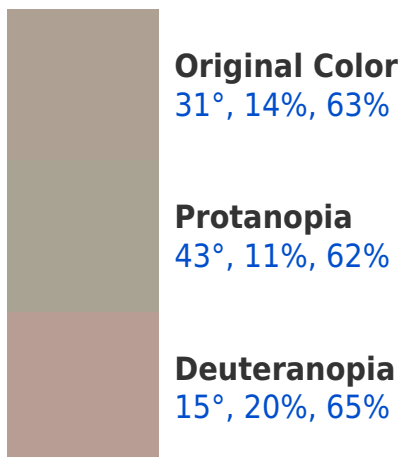 Original Color
31°, 14%, 63%
Protanopia
43°, 11%, 62%
Deuteranopia
15°, 20%, 65%